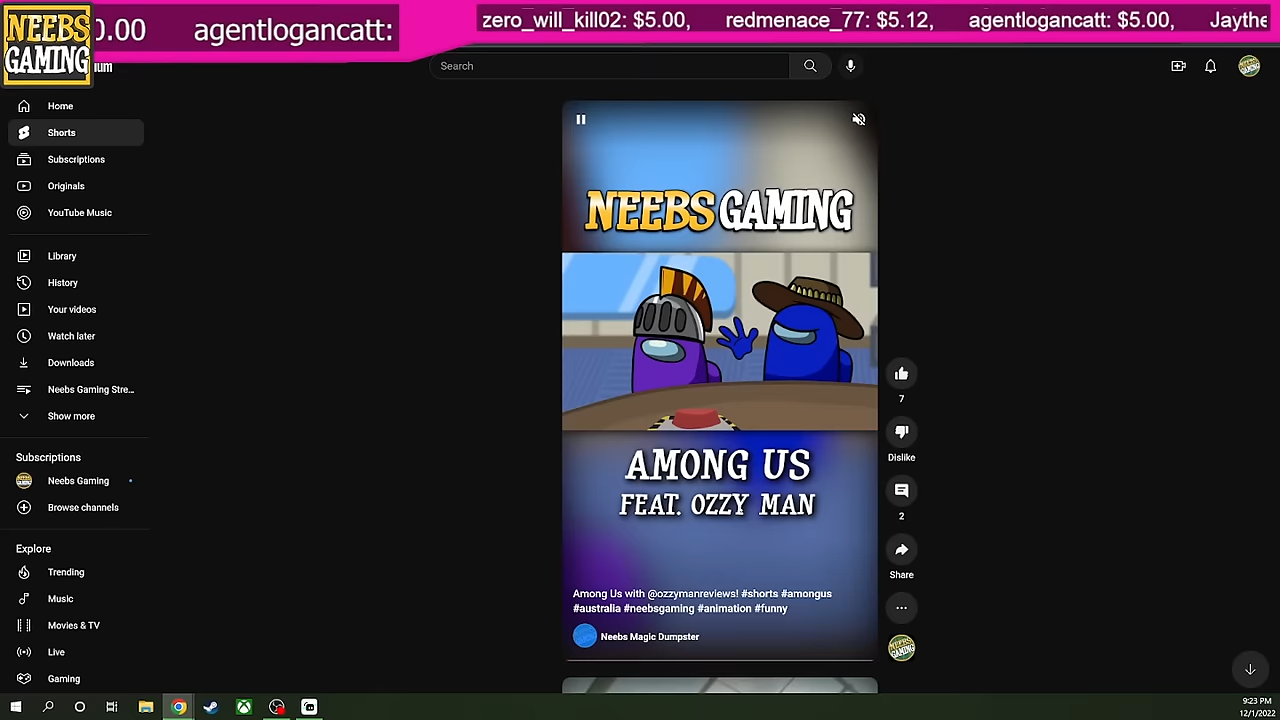 NEEBS
GAMING
0.00 agentlogancatt:
zero_will_kill02: $5.00, redmenace_77: $5.12, agentlogancatt: $5.00, Jaythe
um
Search
Home
Shorts
Subscriptions
Originals
YouTube Music
Library
History
Your videos
Watch later
Downloads
Neebs Gaming Stre...
Show more
Subscriptions
Neebs Gaming
Browse channels
Explore
Trending
Music
Movies & TV
Live
Gaming
NEEBS GAMING
AMONG US
FEAT. OZZY MAN
Among Us with @ozzymanreviews! #shorts #amongus
#australia #neebsgaming #animation #funny
Neebs Magic Dumpster
7
Dislike
2
Share
NEEBS
GAMING
9:23 PM
12/1/2022